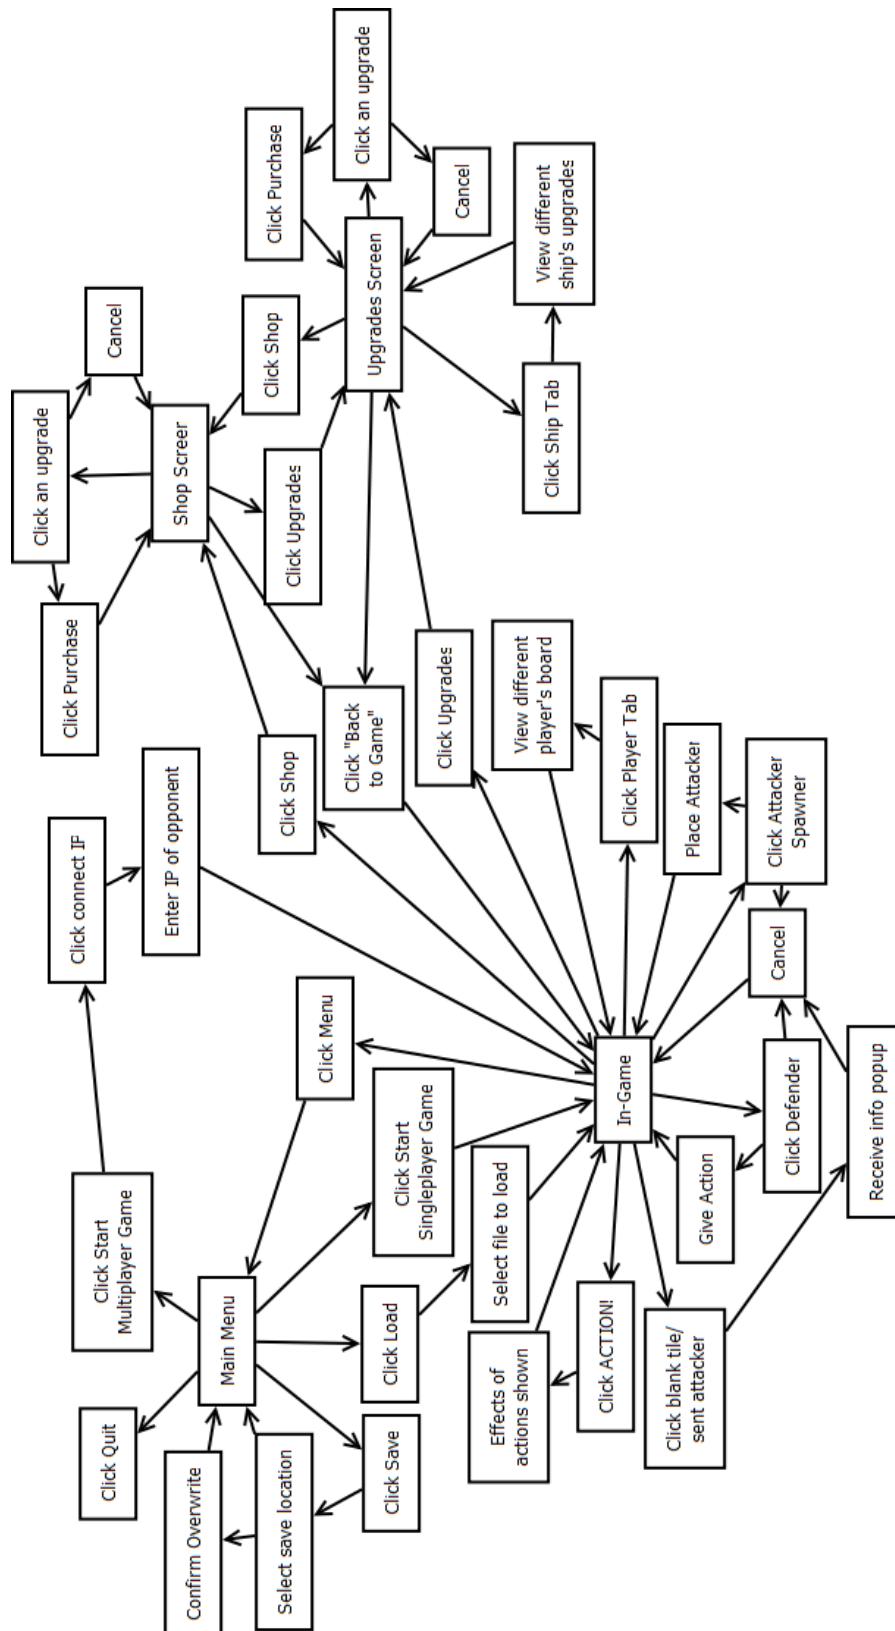 Click an upgrade
Click connect IF
Click Purchase
Click Quit
Click Start
Multiplayer Game
Cancel
Enter IP of opponent
Shop Screer
Confirm Overwrite
Main Menu
Click Purchase
Click Shop
Select save location
Click Shop
Click Upgrades
Click Menu
Click "Back
to Game"
Click an upgrade
Upgrades Screen
Click Save
Click Load
Click Start
Singleplayer Game
Click Upgrades
Cancel
Select file to load
Effects of
actions shown
View different
player's board
Click Ship Tab
View different
ship's upgrades
Click ACTION!
In-Game
Click Player Tab
Click blank tile/
sent attacker
Give Action
Place Attacker
Click Defender
Cancel
Click Attacker
Spawner
Receive info popup